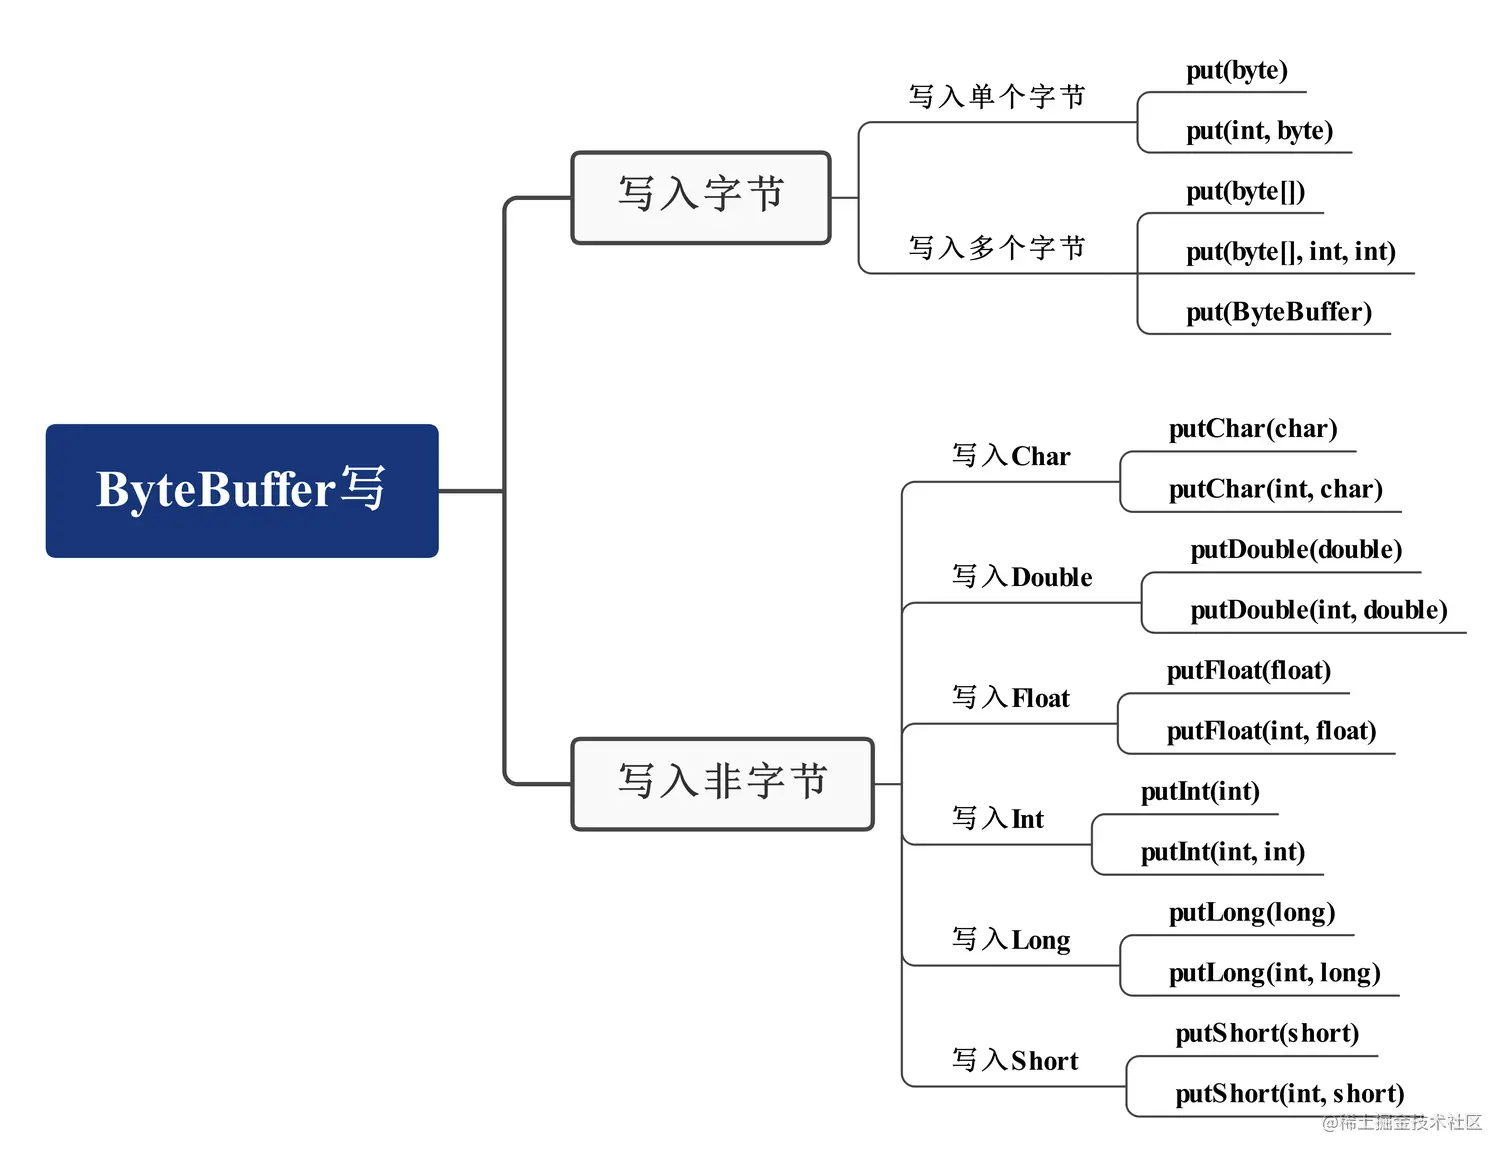 ByteBuffer写
写入字节
写入单个字节
put(byte)
put(int, byte)
写入多个字节
put(byte[])
put(byte[], int, int)
put(ByteBuffer)
写入非字节
写入Char
putChar(char)
putChar(int, char)
写入Double
putDouble(double)
putDouble(int, double)
写入Float
putFloat(float)
putFloat(int, float)
写入Int
putInt(int)
putInt(int, int)
写入Long
putLong(long)
putLong(int, long)
写入Short
putShort(short)
putShort(int, short)
@稀土掘金技术社区